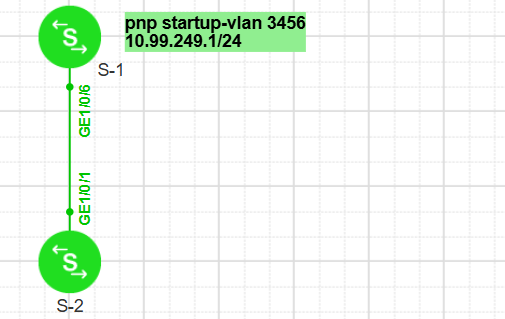 pnp startup-vlan 3456
10.99.249.1/24
S
S-1
GE1/0/6
GE1/0/1
S
S-2